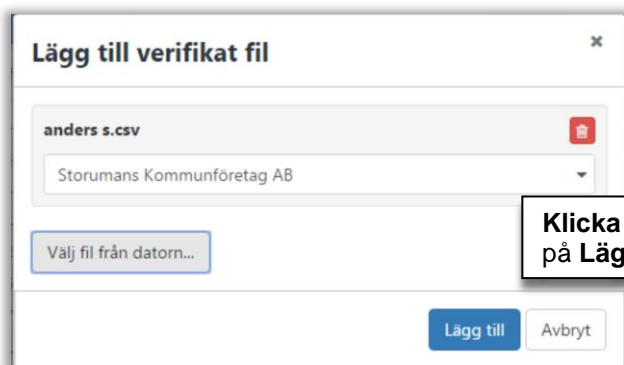 Lägg till verifikat fil
×
anders s.csv
Storumans Kommunföretag AB
Välj fil från datorn...
Klicka
på
Lägg till
Avbryt